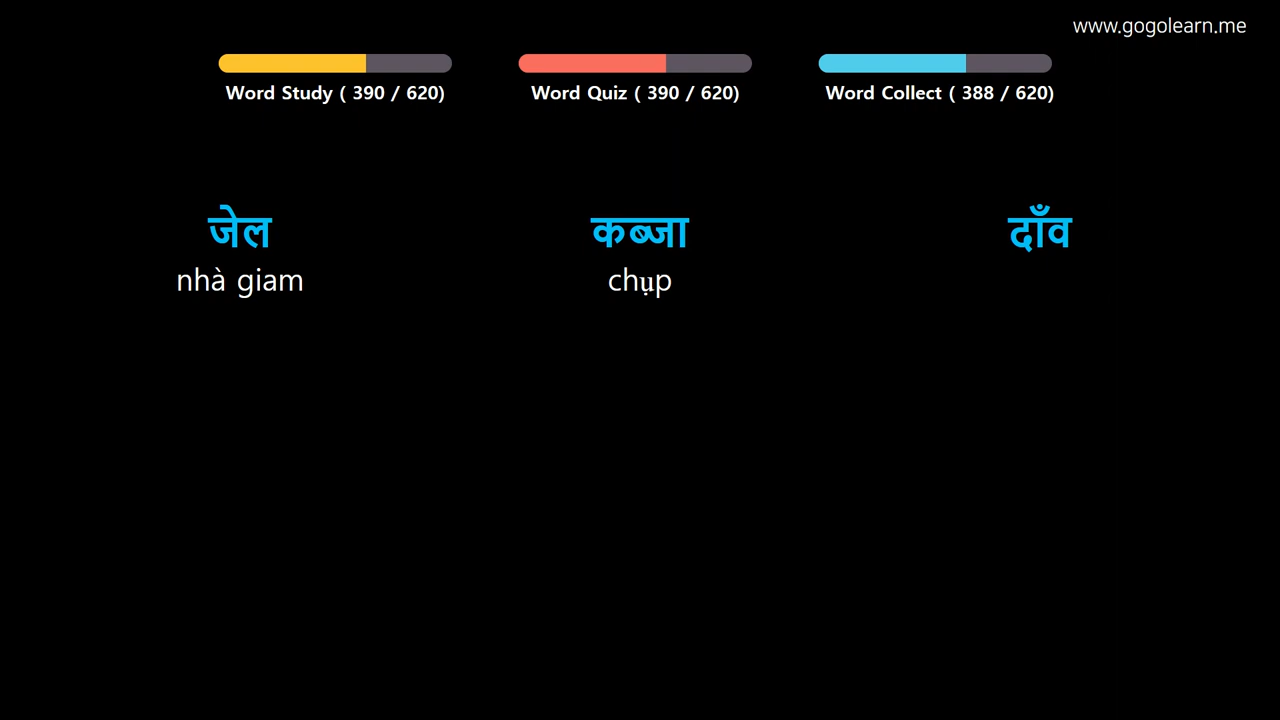 www.gogolearn.me
Word Study ( 390 / 620)
Word Quiz ( 390 / 620)
Word Collect ( 388 / 620)
जेल
कब्जा
दाँव
nhà giam
chụp